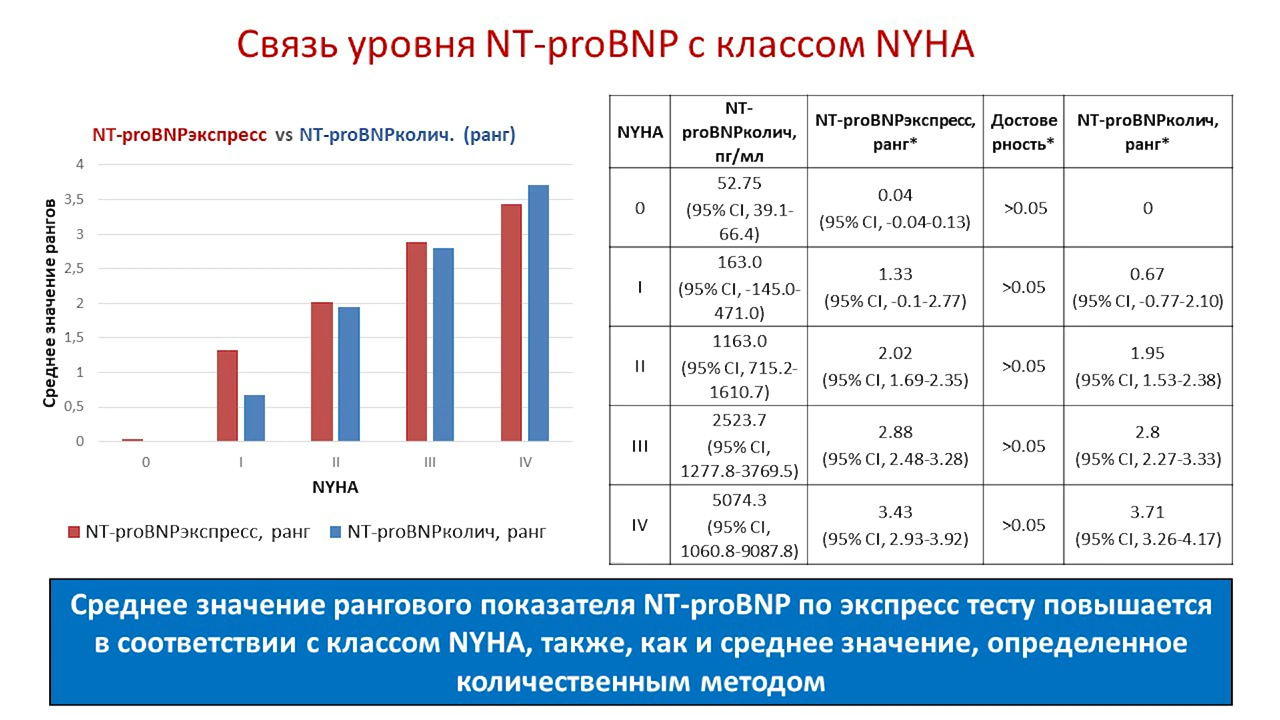 Связь уровня NT-proBNP с классом NYHA
NT-proBNPэкспресс vs NT-proBNPколич. (ранг)
Среднее значение рангов
4
3,5
3
2,5
2
1,5
1
0,5
0
0 I II III IV
NYHA
NT-proBNPэкспресс, ранг NT-proBNPколич, ранг
NYHA
NT-
proBNPколич,
пг/мл
NT-proBNPэкспресс,
ранг*
Достове
рность*
NT-proBNPколич,
ранг*
0
52.75
(95% CI, 39.1-
66.4)
0.04
(95% CI, -0.04-0.13)
>0.05
0
I
163.0
(95% CI, -145.0-
471.0)
1.33
(95% CI, -0.1-2.77)
>0.05
0.67
(95% CI, -0.77-2.10)
II
1163.0
(95% CI, 715.2-
1610.7)
2.02
(95% CI, 1.69-2.35)
>0.05
1.95
(95% CI, 1.53-2.38)
III
2523.7
(95% CI,
1277.8-3769.5)
2.88
(95% CI, 2.48-3.28)
>0.05
2.8
(95% CI, 2.27-3.33)
IV
5074.3
(95% CI,
1060.8-9087.8)
3.43
(95% CI, 2.93-3.92)
>0.05
3.71
(95% CI, 3.26-4.17)
Среднее значение рангового показателя NT-proBNP по экспресс тесту повышается
в соответствии с классом NYHA, также, как и среднее значение, определенное
количественным методом